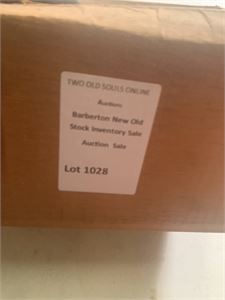 TWO OLD SOULS ONLINE
Auctions
Barberton New Old
Stock Inventory Sale
Auction Sale
Lot 1028